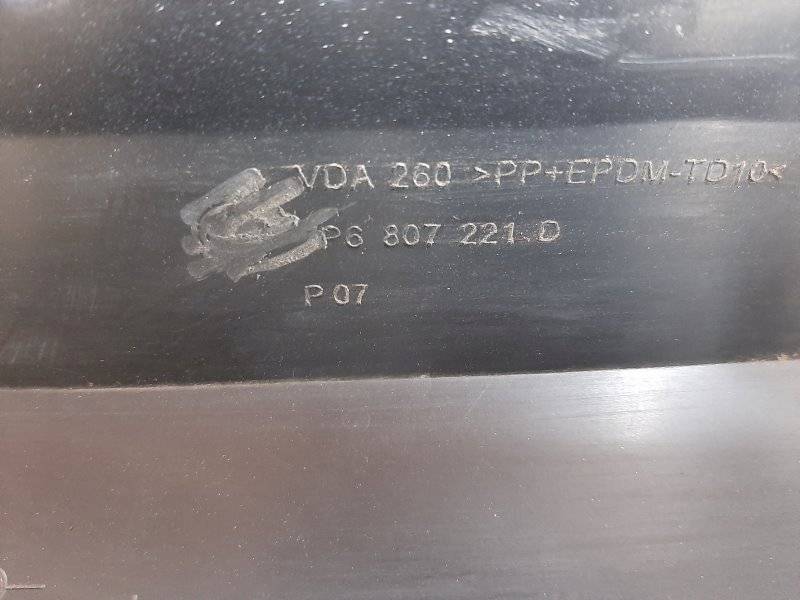 VDA 260 >PP+EPDM-TD10<
P6 807 221 D
P 07